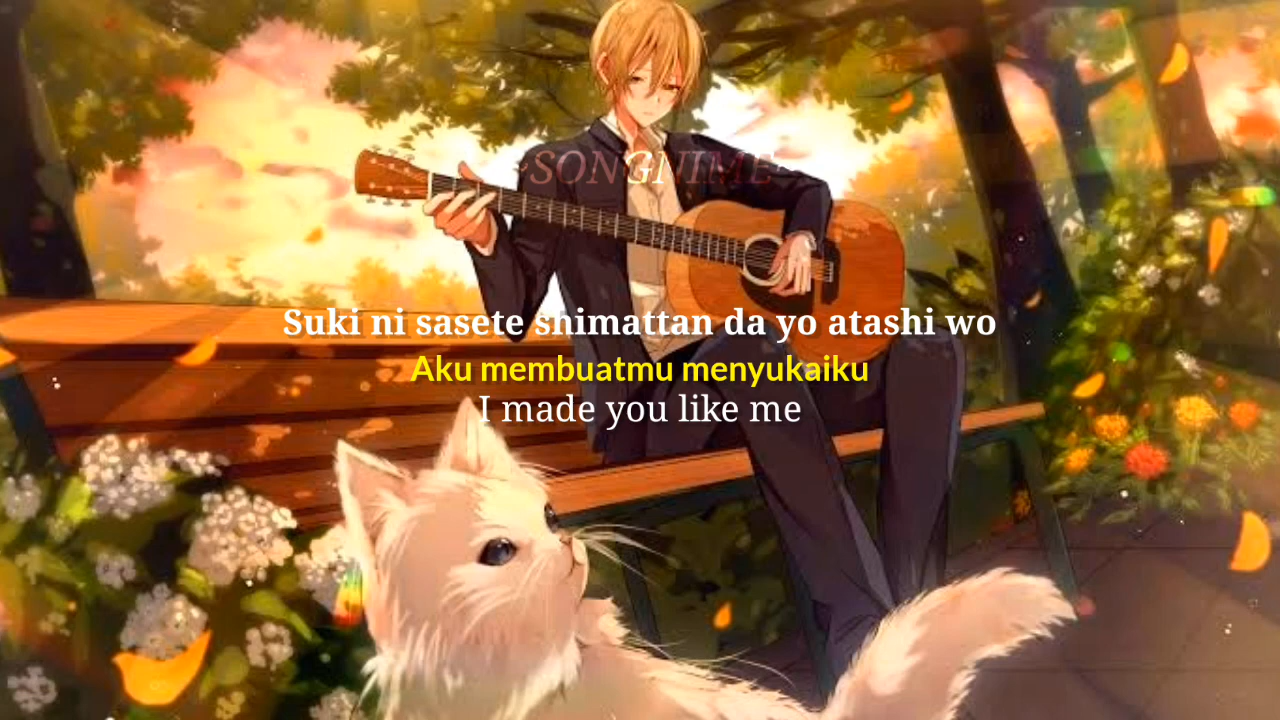 SONGNIME
Suki ni sasete shimattan da yo atashi wo
Aku membuatmu menyukaiku
I made you like me